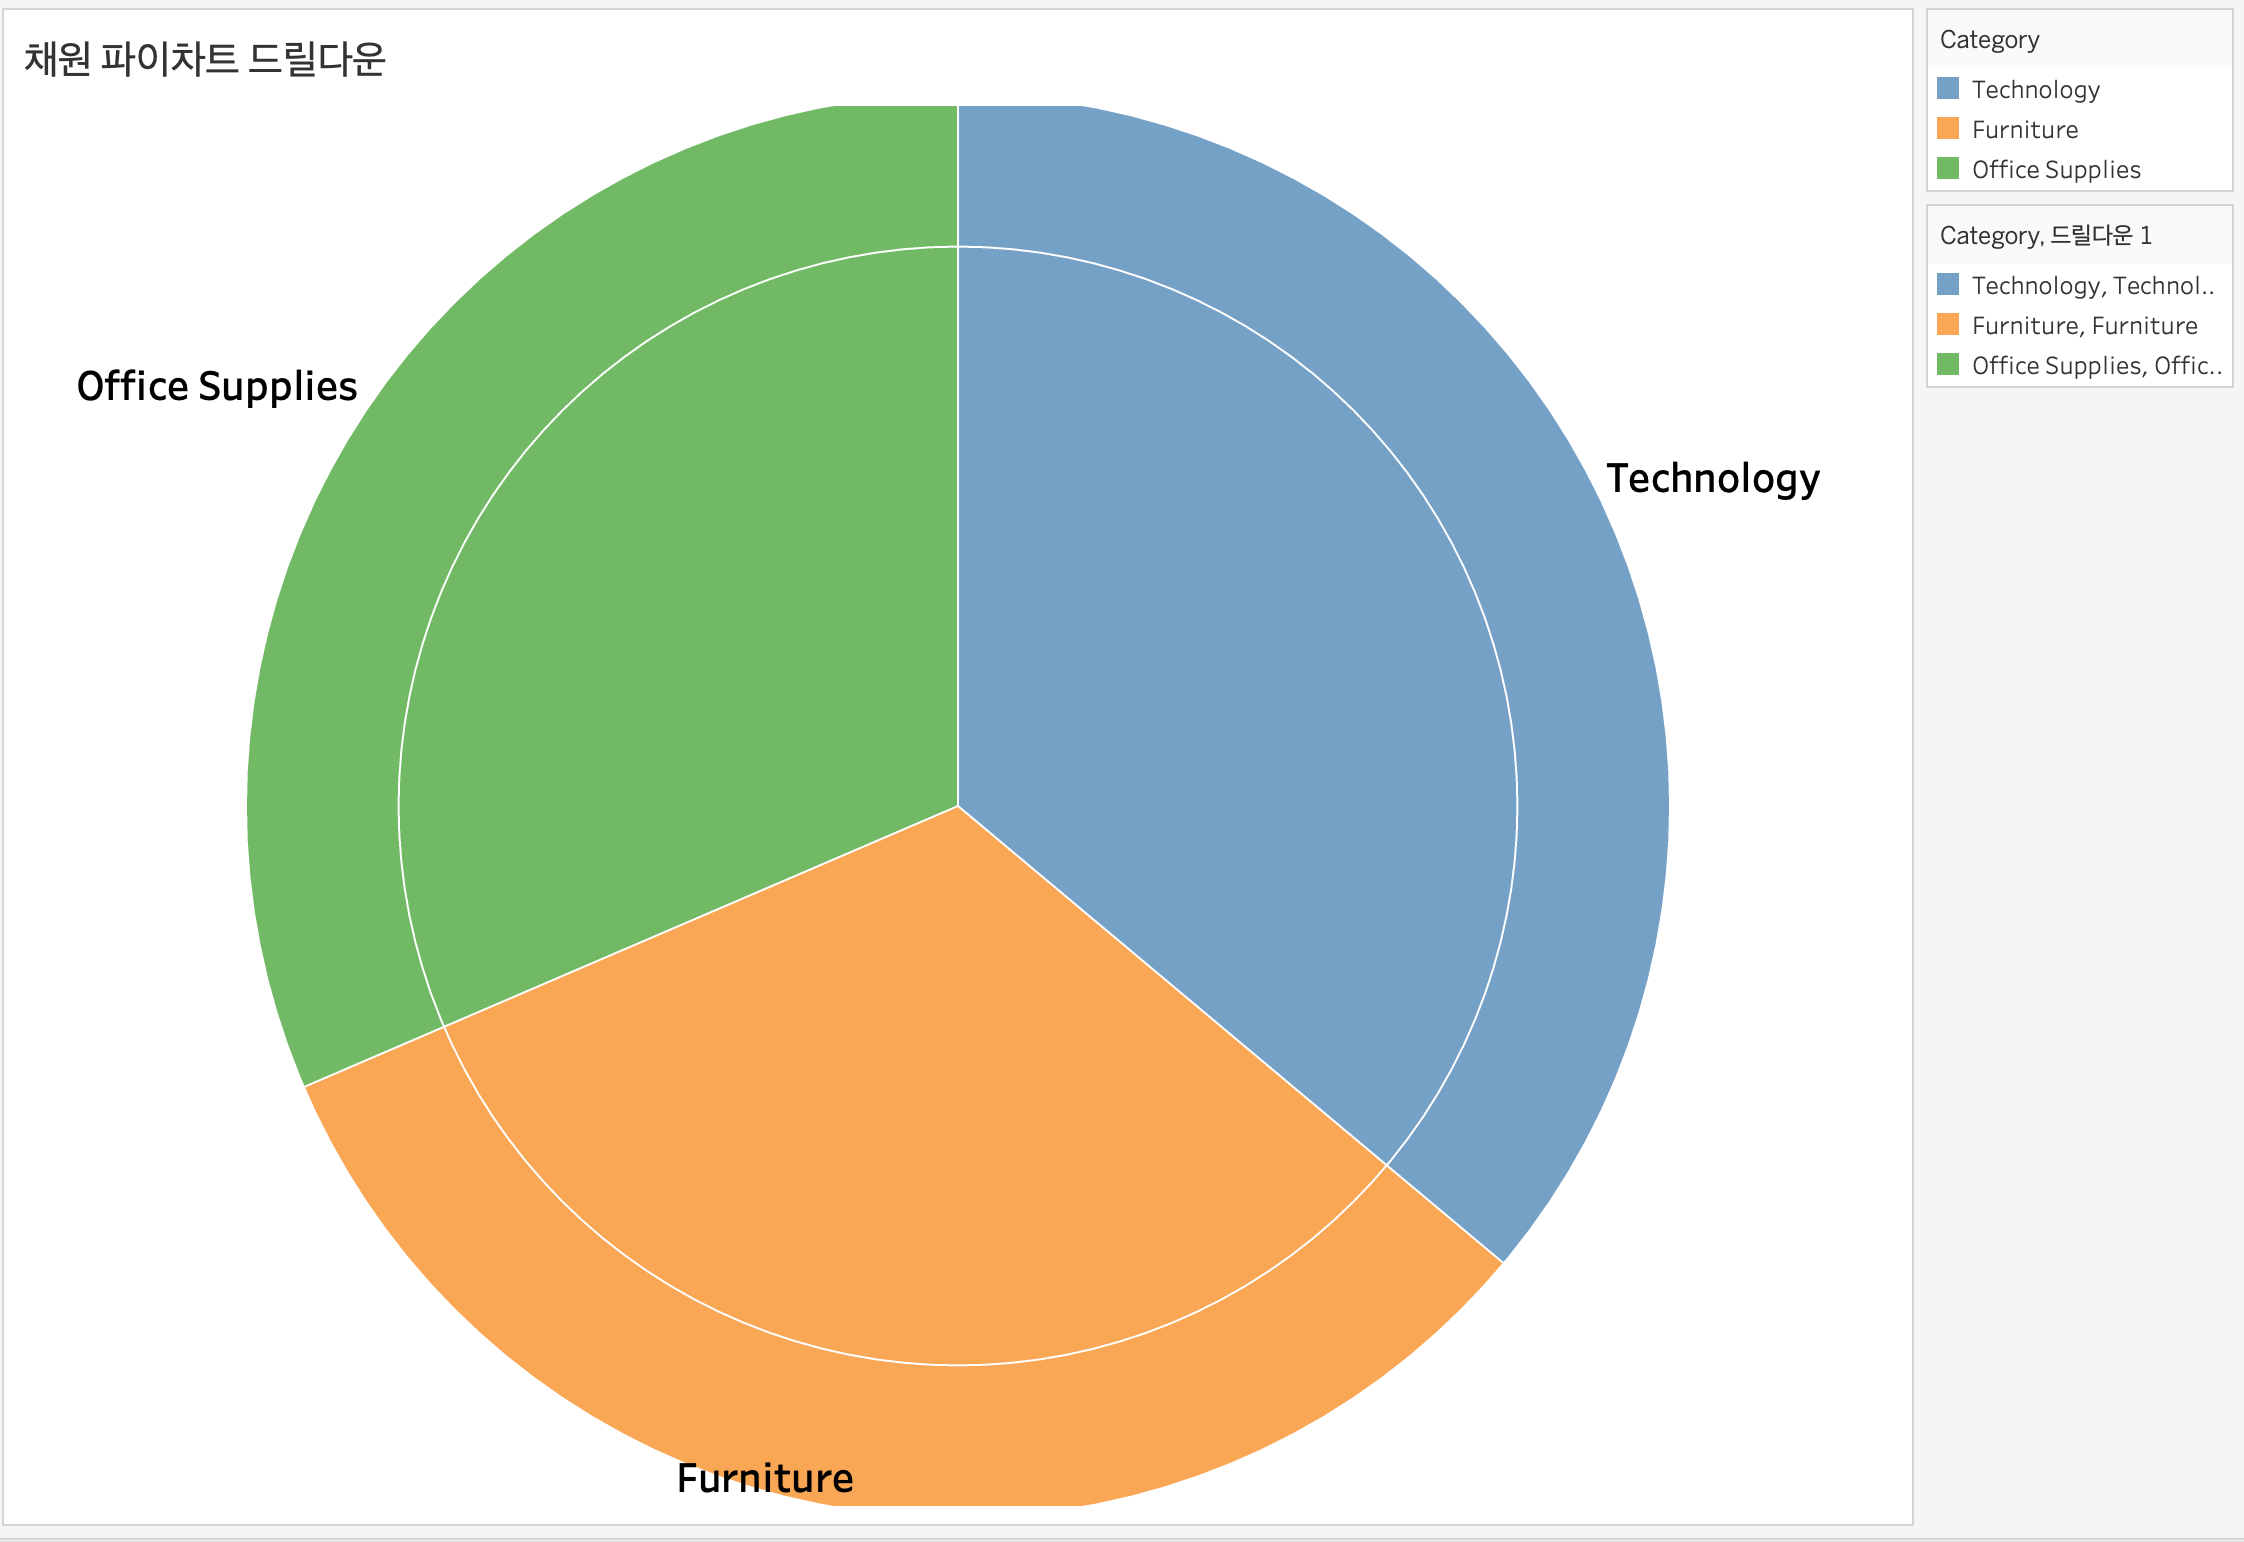 채원 파이차트 드릴다운
Office Supplies
Technology
Furniture
Category
Technology
Furniture
Office Supplies
Category, 드릴다운 1
Technology, Technol..
Furniture, Furniture
Office Supplies, Offic..